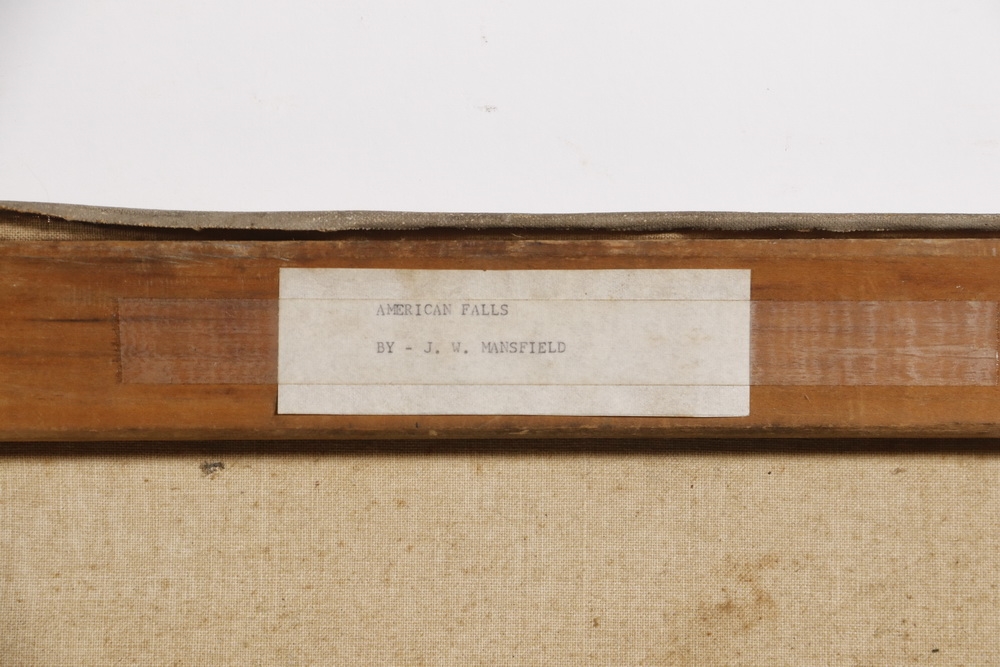 AMERICAN FALLS
BY - J. W. MANSFIELD